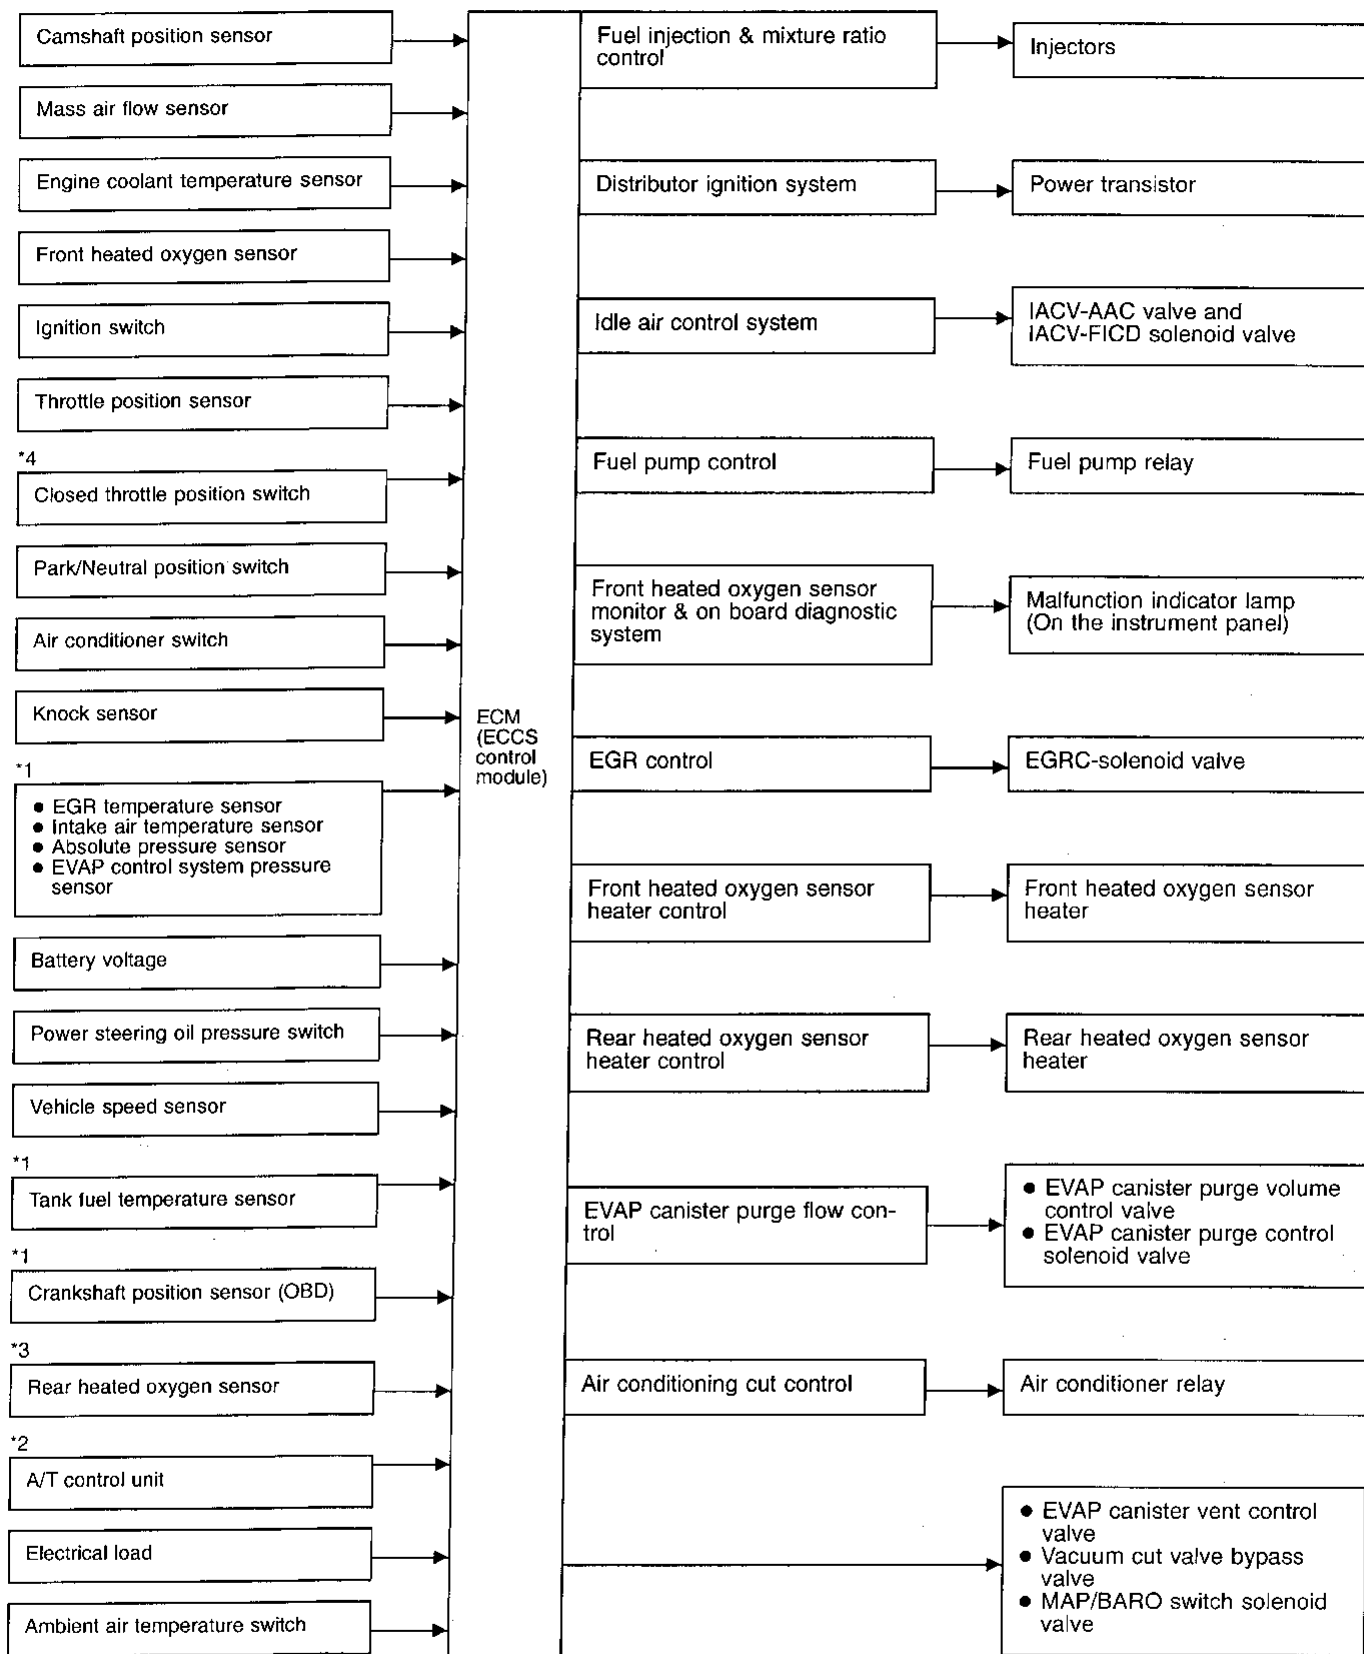 Camshaft position sensor
Mass air flow sensor
Engine coolant temperature sensor
Front heated oxygen sensor
Ignition switch
Throttle position sensor
*4
Closed throttle position switch
Park/Neutral position switch
Air conditioner switch
Knock sensor
*1
● EGR temperature sensor
● Intake air temperature sensor
● Absolute pressure sensor
● EVAP control system pressure
sensor
Battery voltage
Power steering oil pressure switch
Vehicle speed sensor
*1
Tank fuel temperature sensor
*1
Crankshaft position sensor (OBD)
*3
Rear heated oxygen sensor
*2
A/T control unit
Electrical load
Ambient air temperature switch
ECM
(ECCS
control
module)
Fuel injection & mixture ratio
control
Distributor ignition system
Idle air control system
Fuel pump control
Front heated oxygen sensor
monitor & on board diagnostic
system
EGR control
Front heated oxygen sensor
heater control
Rear heated oxygen sensor
heater control
EVAP canister purge flow con-
trol
Air conditioning cut control
Injectors
Power transistor
IACV-AAC valve and
IACV-FICD solenoid valve
Fuel pump relay
Malfunction indicator lamp
(On the instrument panel)
EGRC-solenoid valve
Front heated oxygen sensor
heater
Rear heated oxygen sensor
heater
● EVAP canister purge volume
control valve
● EVAP canister purge control
solenoid valve
Air conditioner relay
● EVAP canister vent control
valve
● Vacuum cut valve bypass
valve
● MAP/BARO switch solenoid
valve